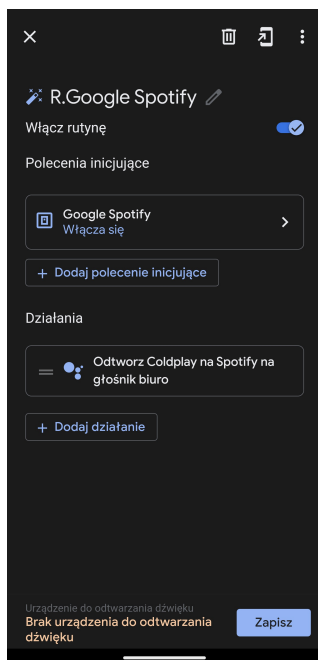 R.Google Spotify
Włącz rutynę
Polecenia inicjujące
Google Spotify
Włącza się
+ Dodaj polecenie inicjujące
Działania
Odtworz Coldplay na Spotify na
głośnik biuro
+ Dodaj działanie
Urządzenie do odtwarzania dźwięku
Brak urządzenia do odtwarzania
dźwięku
Zapisz